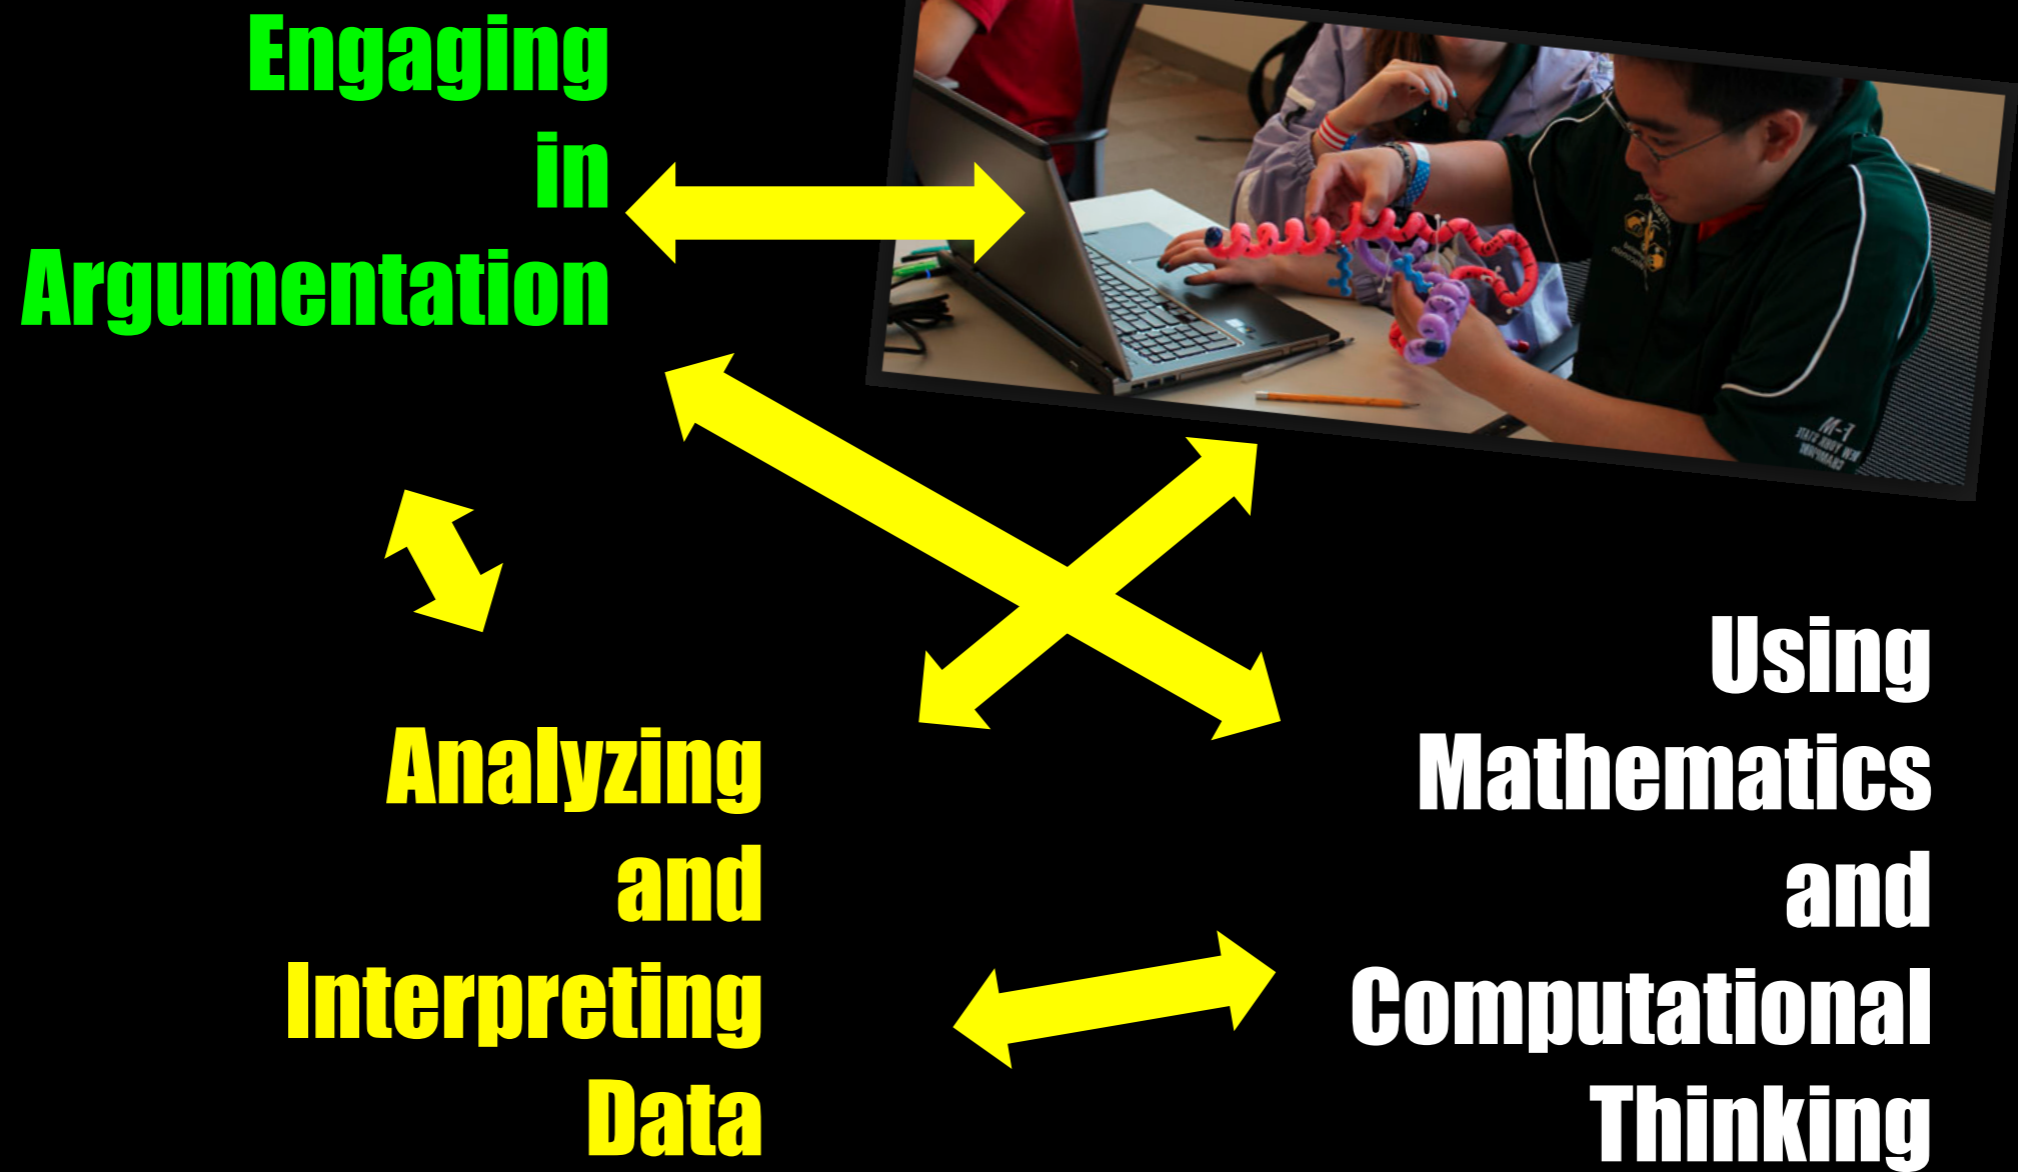 Engaging
in
Argumentation
Analyzing
and
Interpreting
Data
Using
Mathematics
and
Computational
Thinking